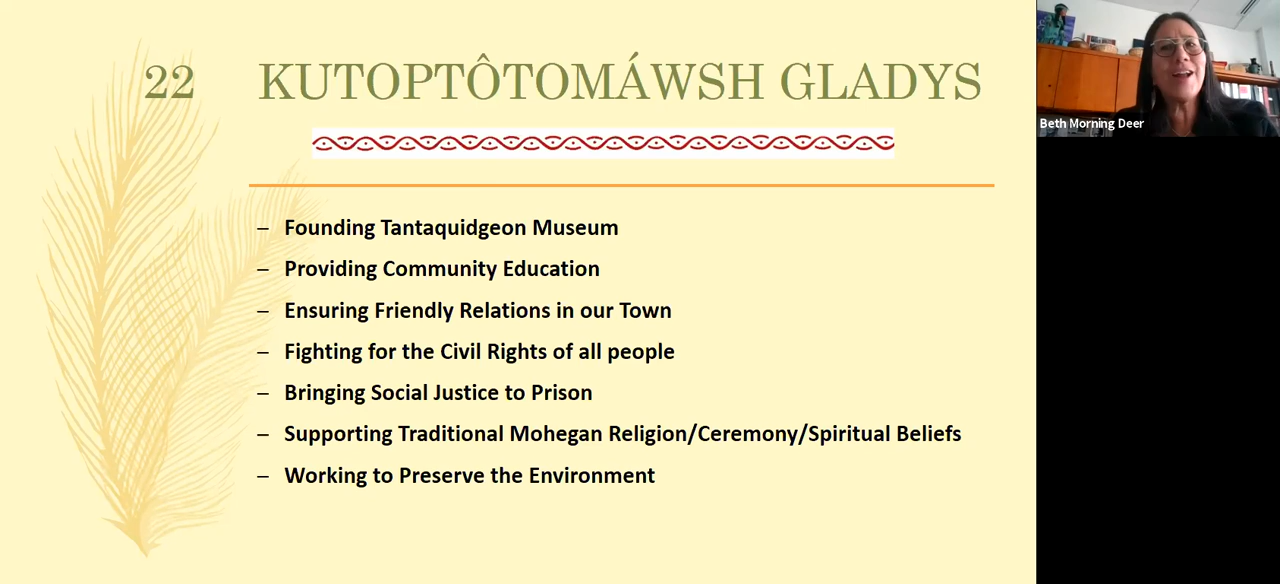 22 KUTOPTÔTOMÁWSH GLADYS
– Founding Tantaquidgeon Museum
– Providing Community Education
– Ensuring Friendly Relations in our Town
– Fighting for the Civil Rights of all people
– Bringing Social Justice to Prison
– Supporting Traditional Mohegan Religion/Ceremony/Spiritual Beliefs
– Working to Preserve the Environment
Beth Morning Deer